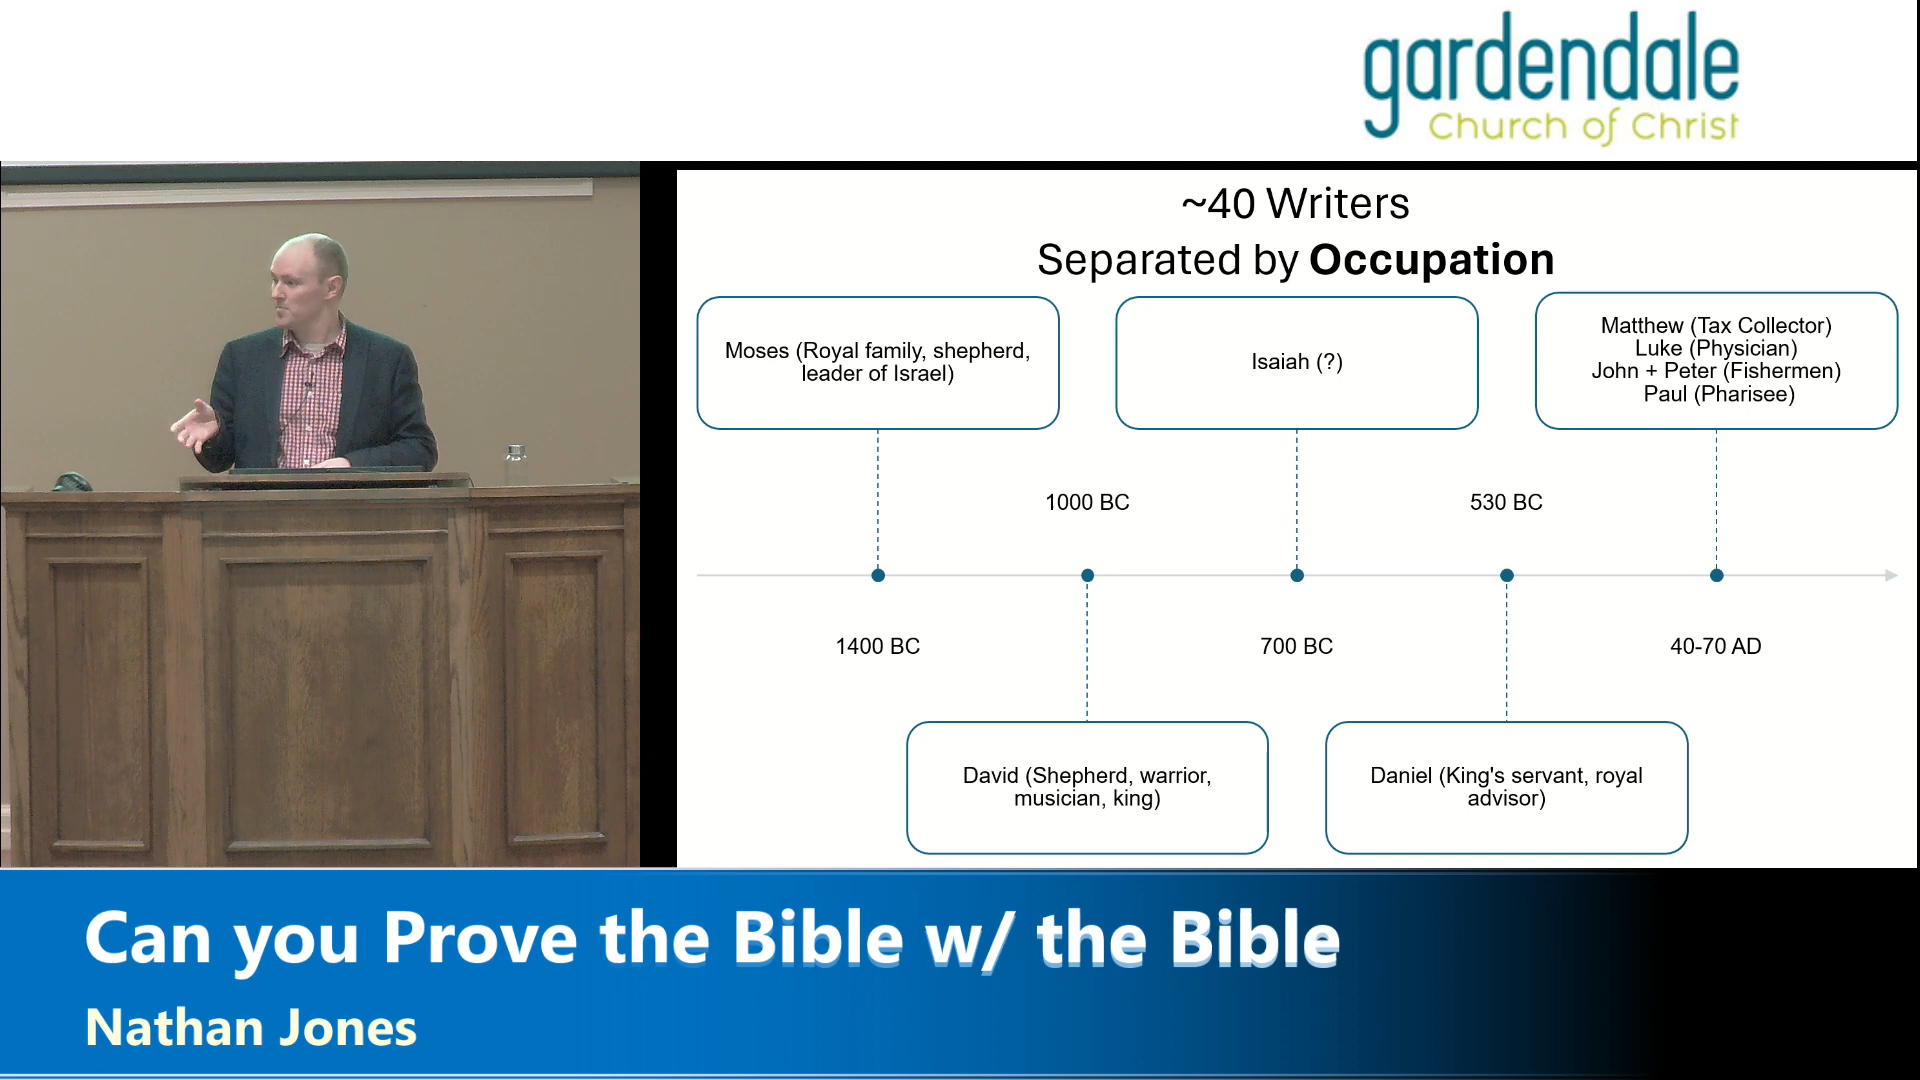 gardendale
Church of Christ
~40 Writers
Separated by Occupation
Moses (Royal family, shepherd,
leader of Israel)
Isaiah (?)
Matthew (Tax Collector)
Luke (Physician)
John + Peter (Fishermen)
Paul (Pharisee)
1000 BC
530 BC
1400 BC
700 BC
40-70 AD
David (Shepherd, warrior,
musician, king)
Daniel (King's servant, royal
advisor)
Can you Prove the Bible w/ the Bible
Nathan Jones